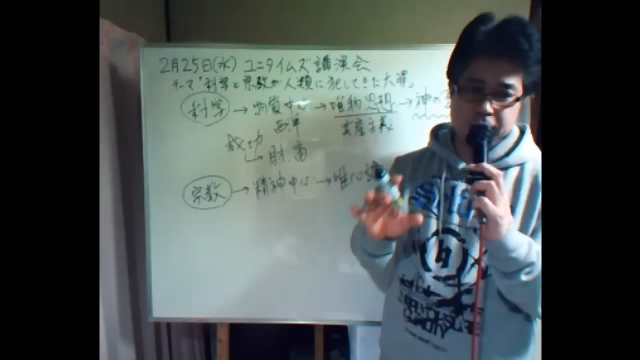 2月25日(水) ユニタイムズ講演会
テーマ「科学と宗教が人類に犯してきた大罪」
科学 → 物質中心 → 唯物思想 → 神の
西洋 共産主義
成功
→ 財、富
宗教 → 精神中心 → 唯心論